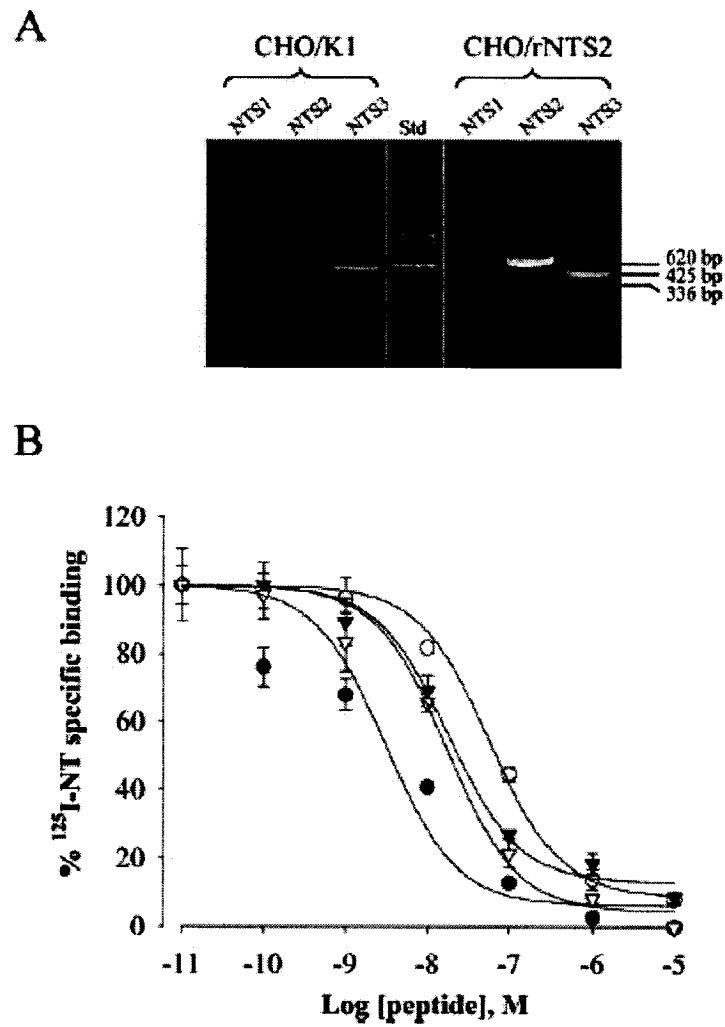 A
CHO/K1 CHO/rNTS2
NTS1 NTS2 NTS3 Std NTS1 NTS2 NTS3
620 bp
425 bp
336 bp
B
120
100
80
60
40
20
0
% ¹²⁵I-NT specific binding
-11 -10 -9 -8 -7 -6 -5
Log [peptide], M